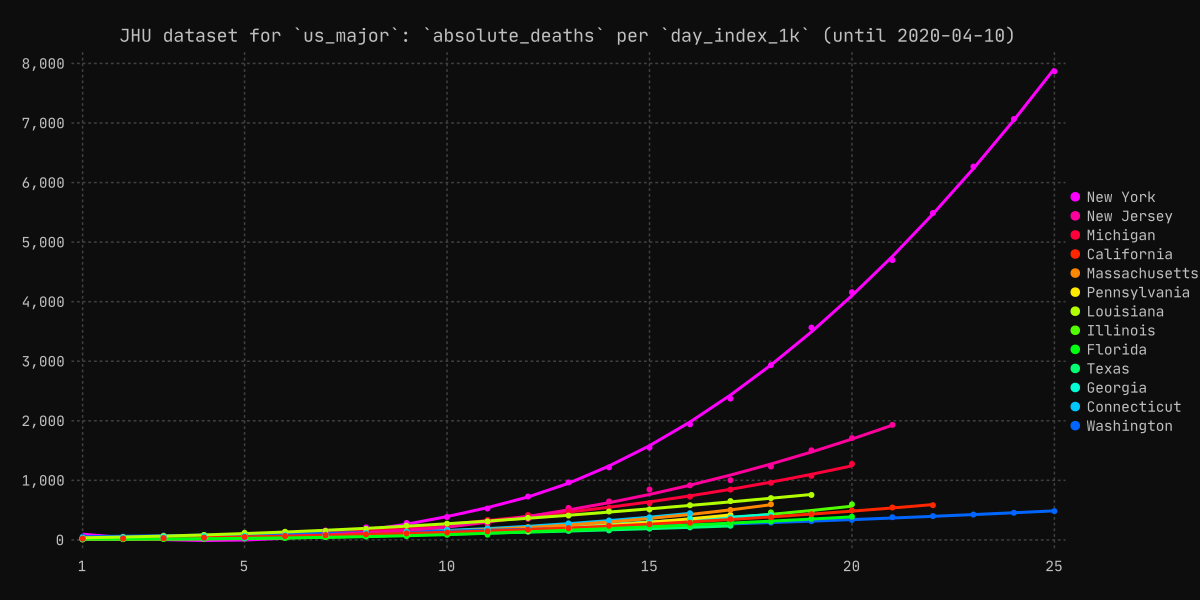 JHU dataset for `us_major`: `absolute_deaths` per `day_index_1k` (until 2020-04-10)
8,000
7,000
6,000
5,000
4,000
3,000
2,000
1,000
0
1 5 10 15 20 25
New York
New Jersey
Michigan
California
Massachusetts
Pennsylvania
Louisiana
Illinois
Florida
Texas
Georgia
Connecticut
Washington